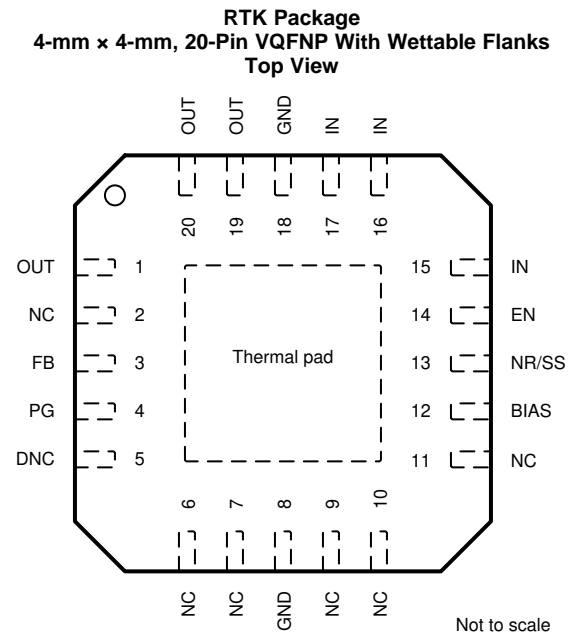 RTK Package
4-mm × 4-mm, 20-Pin VQFNP With Wettable Flanks
Top View
OUT
OUT
GND
IN
IN
20
19
18
17
16
OUT 1
NC 2
FB 3
PG 4
DNC 5
Thermal pad
15 IN
14 EN
13 NR/SS
12 BIAS
11 NC
6
7
8
9
10
NC
NC
GND
NC
NC
Not to scale